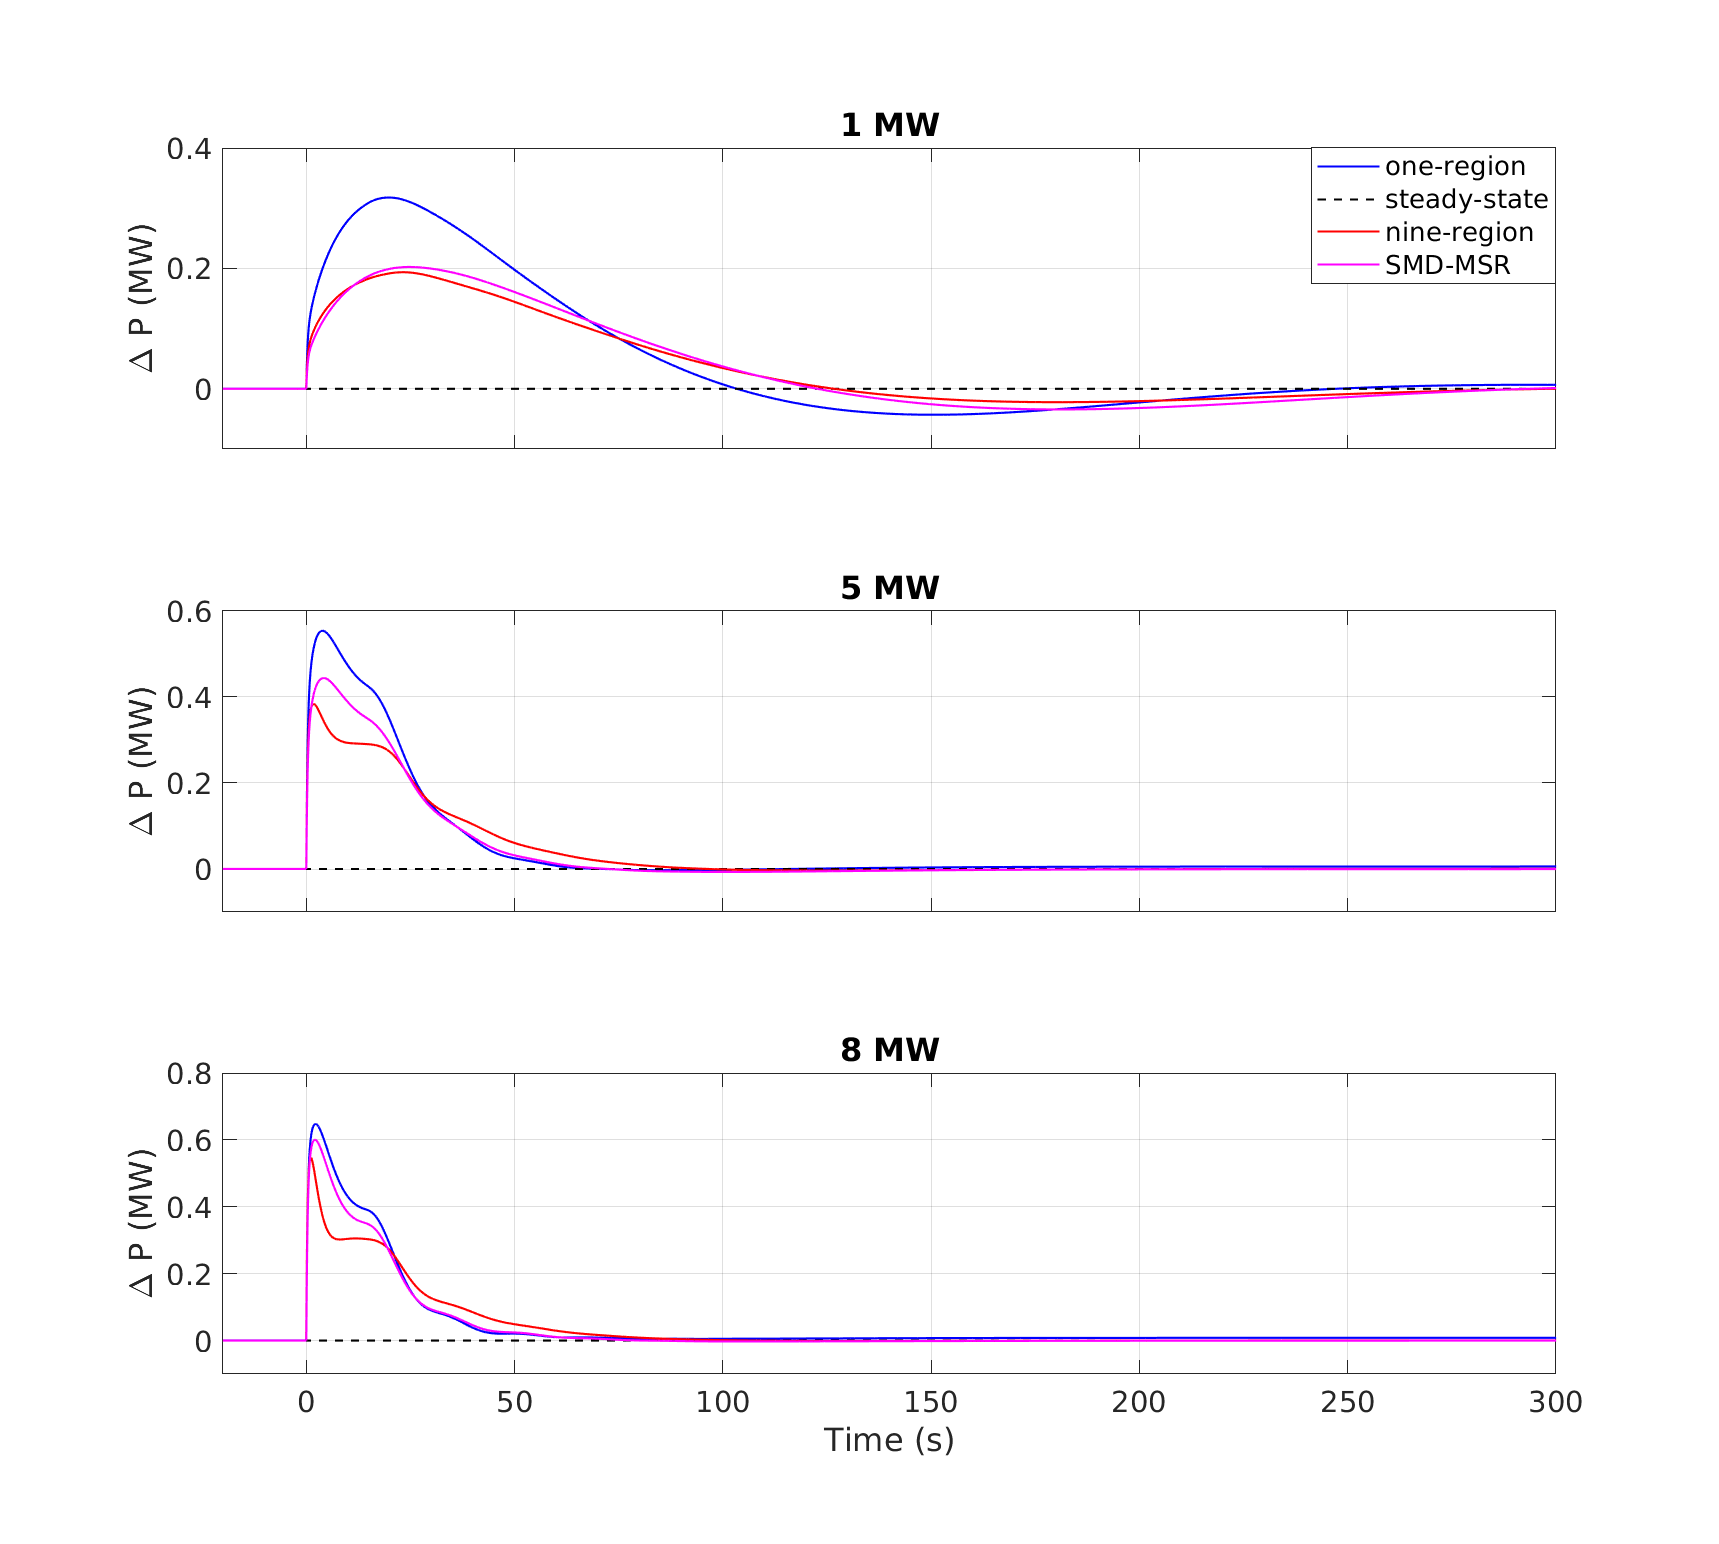 1 MW
0.4
0.2
0
Δ P (MW)
one-region
steady-state
nine-region
SMD-MSR
5 MW
0.6
0.4
0.2
0
Δ P (MW)
8 MW
0.8
0.6
0.4
0.2
0
Δ P (MW)
0 50 100 150 200 250 300
Time (s)